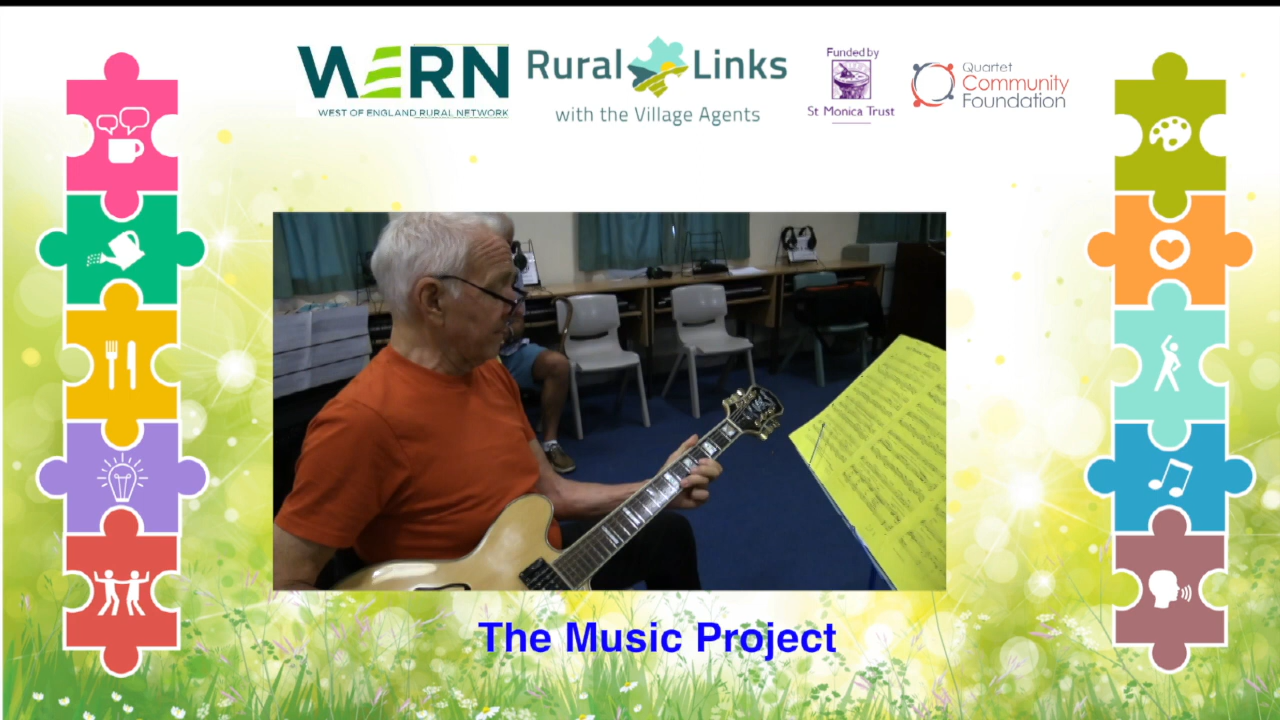 WERN
WEST OF ENGLAND RURAL NETWORK
Rural Links
with the Village Agents
Funded by
St Monica Trust
Quartet
Community
Foundation
The Music Project